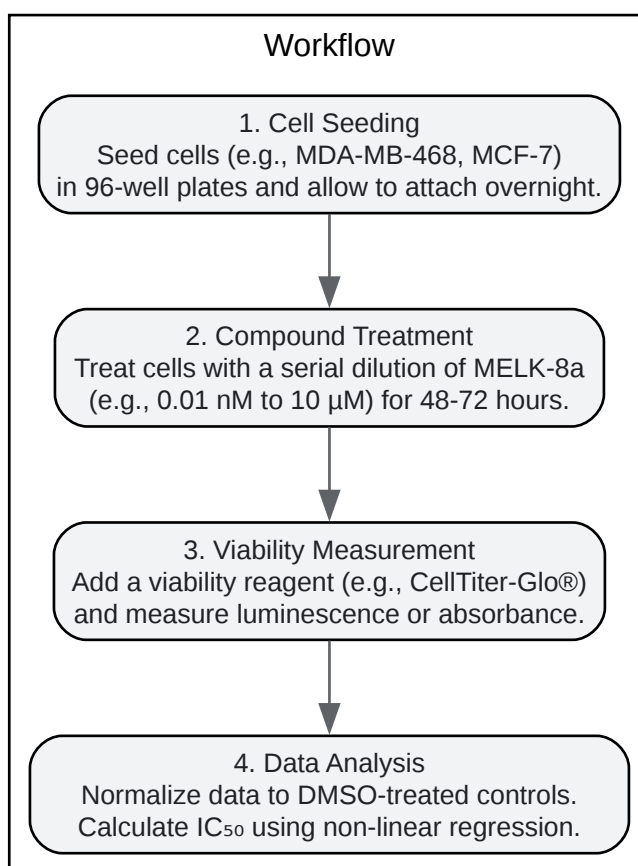 Workflow
1. Cell Seeding
Seed cells (e.g., MDA-MB-468, MCF-7)
in 96-well plates and allow to attach overnight.
2. Compound Treatment
Treat cells with a serial dilution of MELK-8a
(e.g., 0.01 nM to 10 µM) for 48-72 hours.
3. Viability Measurement
Add a viability reagent (e.g., CellTiter-Glo®)
and measure luminescence or absorbance.
4. Data Analysis
Normalize data to DMSO-treated controls.
Calculate IC₅₀ using non-linear regression.